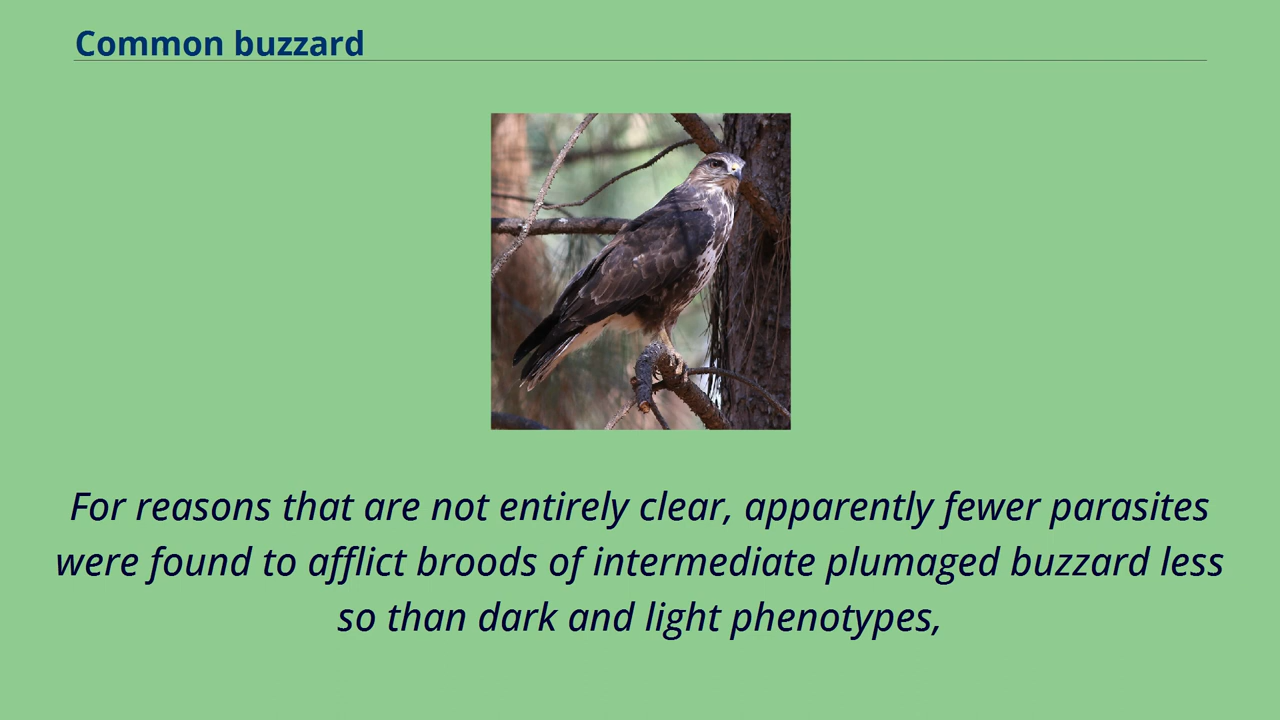 Common buzzard
For reasons that are not entirely clear, apparently fewer parasites
were found to afflict broods of intermediate plumaged buzzard less
so than dark and light phenotypes,